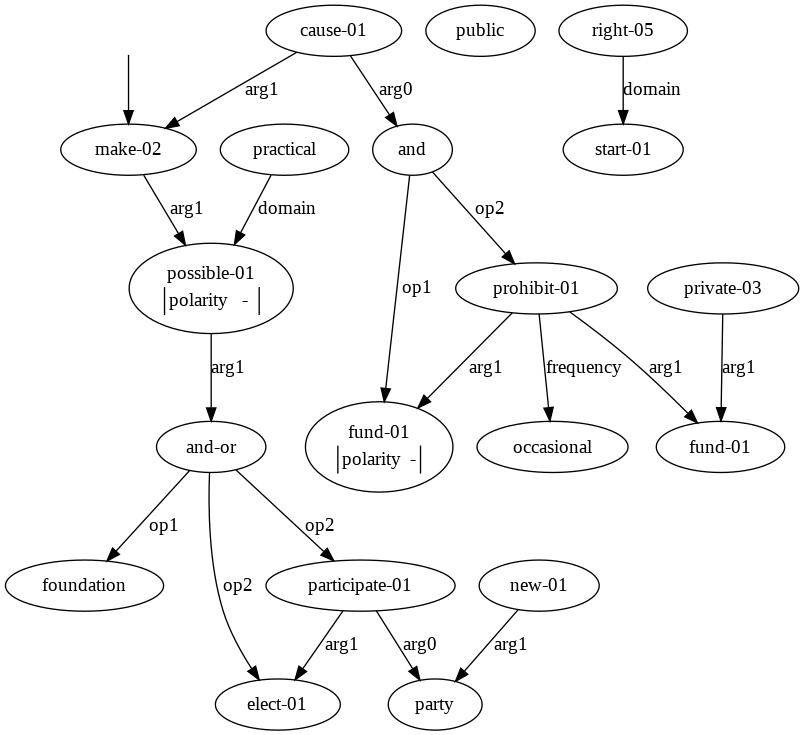 cause-01
public
right-05
arg1
arg0
domain
make-02
practical
and
start-01
arg1
domain
op2
possible-01
|polarity - |
op1
prohibit-01
private-03
arg1
arg1
frequency
arg1
arg1
and-or
fund-01
|polarity -|
occasional
fund-01
op1
op2
foundation
op2
participate-01
new-01
arg1
arg0
arg1
elect-01
party